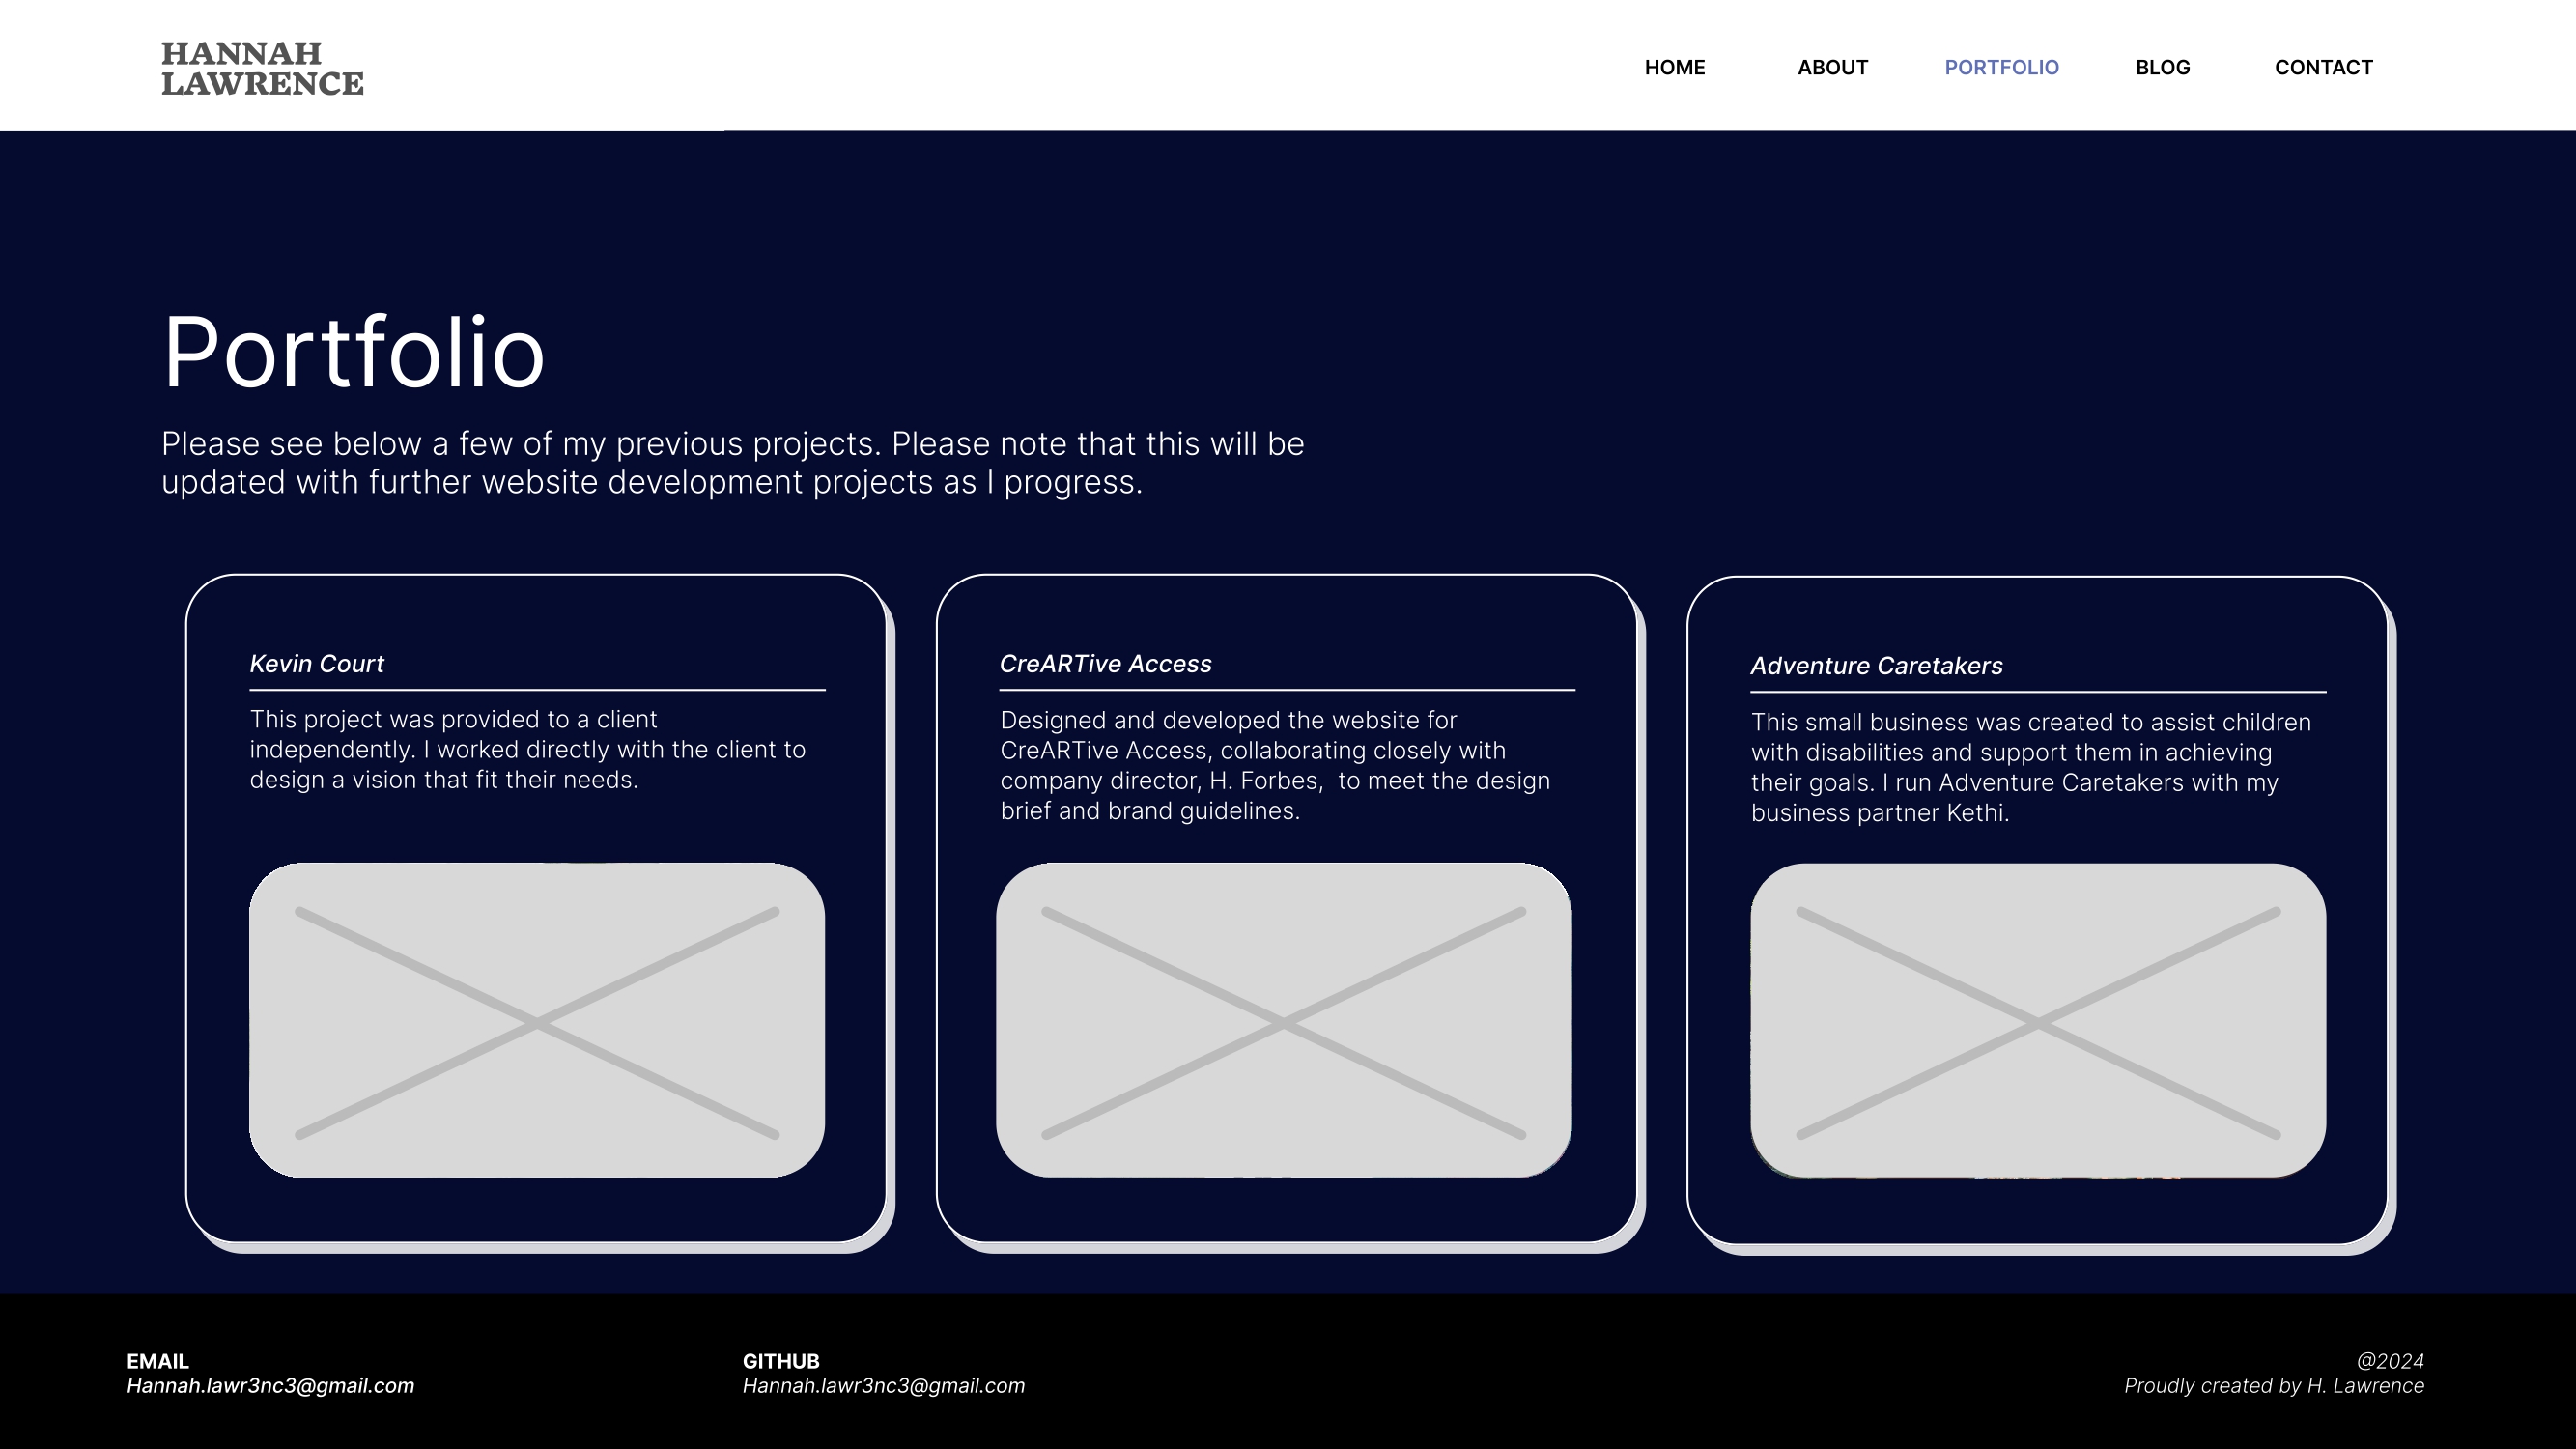 HANNAH
LAWRENCE
HOME ABOUT PORTFOLIO BLOG CONTACT
Portfolio
Please see below a few of my previous projects. Please note that this will be
updated with further website development projects as I progress.
Kevin Court
This project was provided to a client
independently. I worked directly with the client to
design a vision that fit their needs.
CreARTive Access
Designed and developed the website for
CreARTive Access, collaborating closely with
company director, H. Forbes,  to meet the design
brief and brand guidelines.
Adventure Caretakers
This small business was created to assist children
with disabilities and support them in achieving
their goals. I run Adventure Caretakers with my
business partner Kethi.
EMAIL
Hannah.lawr3nc3@gmail.com
GITHUB
Hannah.lawr3nc3@gmail.com
@2024
Proudly created by H. Lawrence